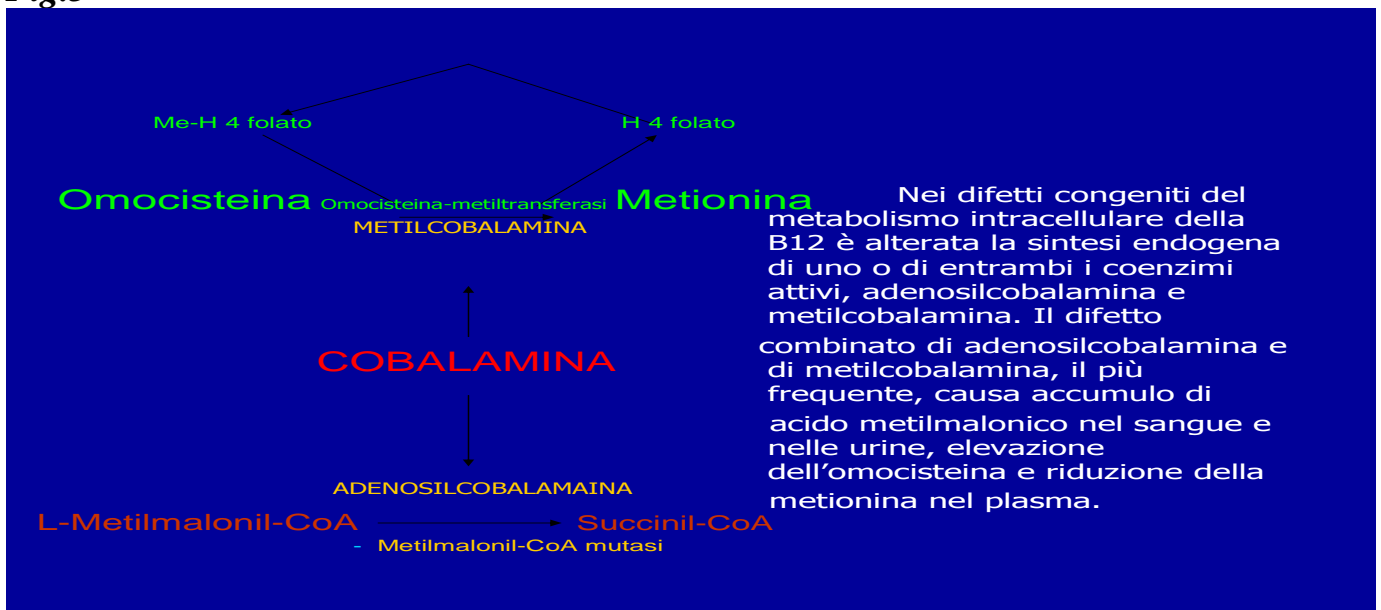 Me-H 4 folato
H 4 folato
Omocisteina Omocisteina-metiltransferasi Metionina
METILCOBALAMINA
COBALAMINA
ADENOSILCOBALAMAINA
L-Metilmalonil-CoA
Succinil-CoA
- Metilmalonil-CoA mutasi
Nei difetti congeniti del
metabolismo intracellulare della
B12 è alterata la sintesi endogena
di uno o di entrambi i coenzimi
attivi, adenosilcobalamina e
metilcobalamina. Il difetto
combinato di adenosilcobalamina e
di metilcobalamina, il più
frequente, causa accumulo di
acido metilmalonico nel sangue e
nelle urine, elevazione
dell’omocisteina e riduzione della
metionina nel plasma.